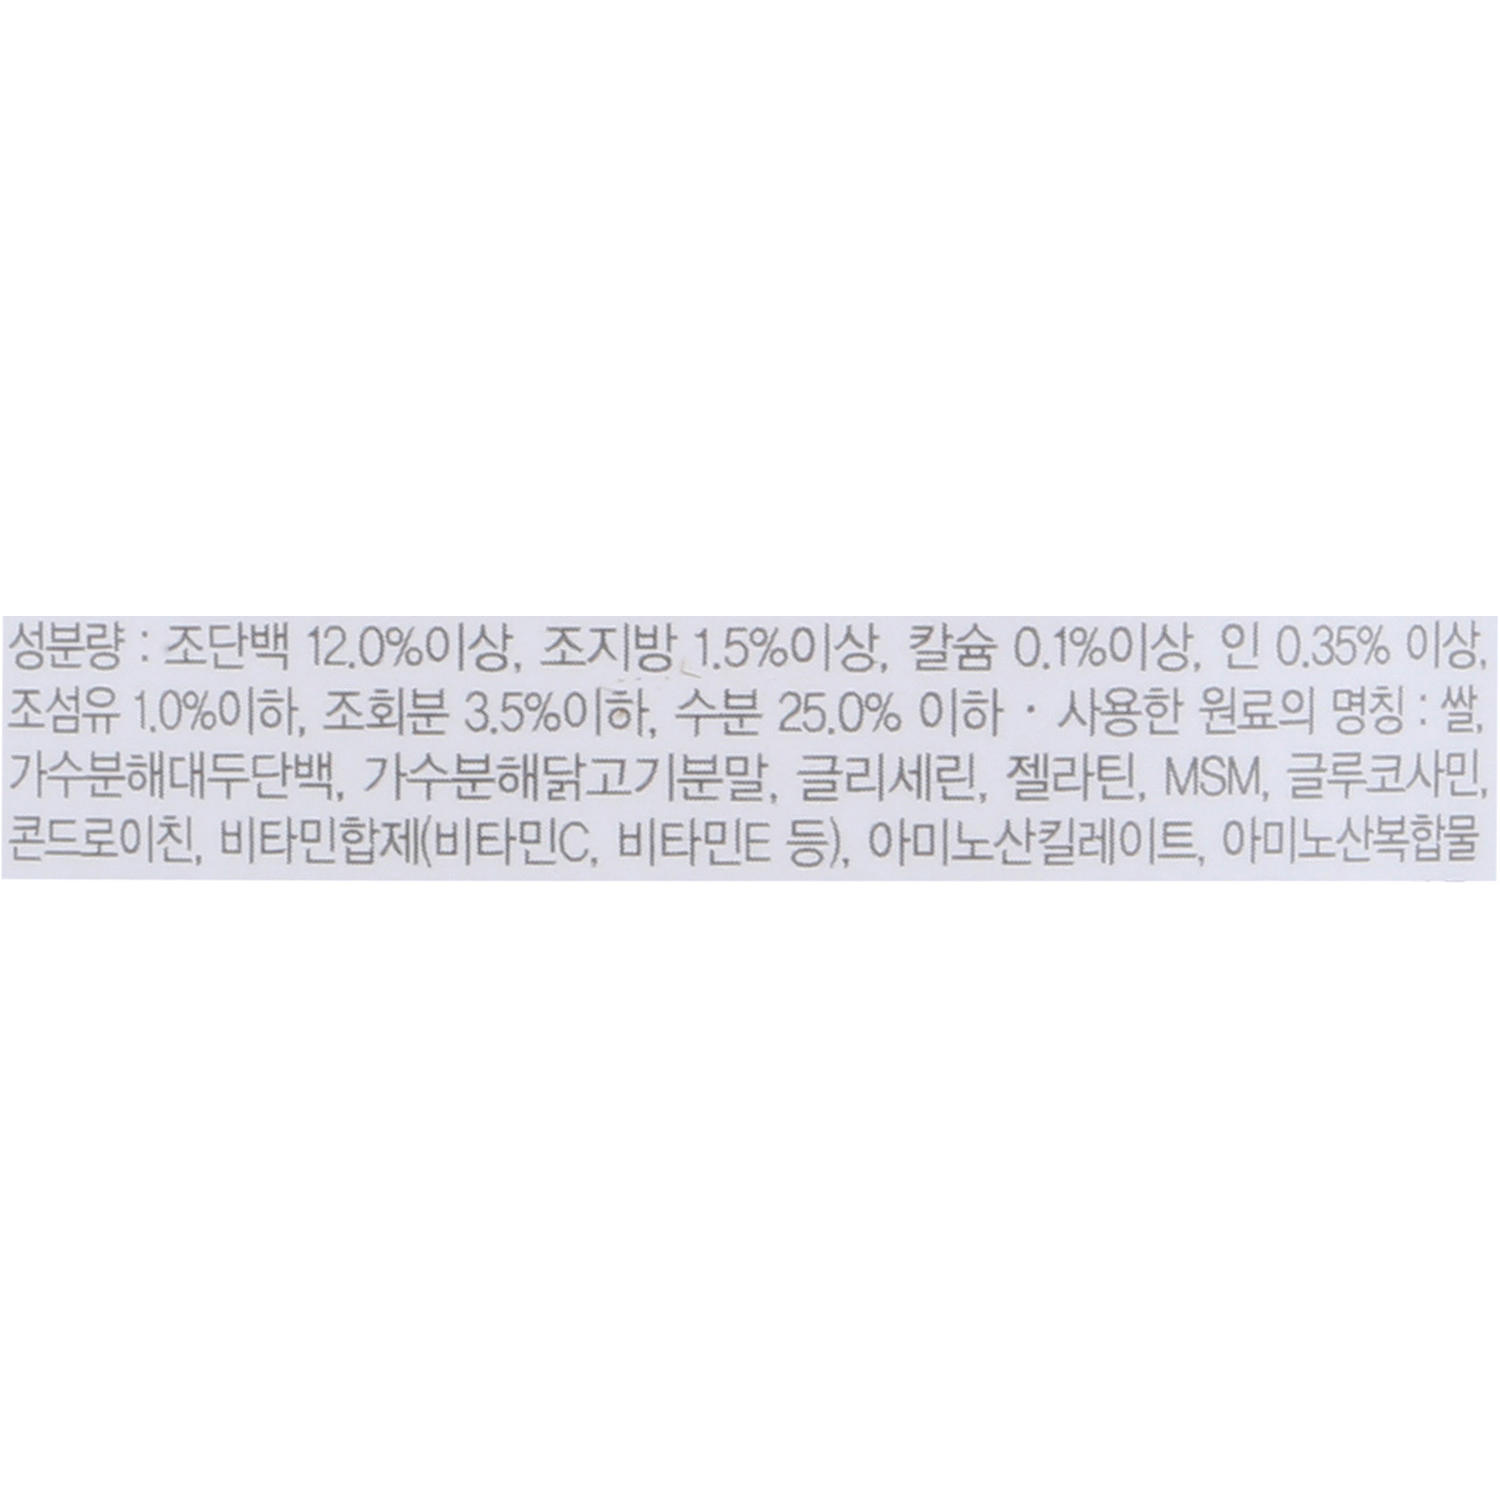 성분량 : 조단백 12.0%이상, 조지방 1.5%이상, 칼슘 0.1%이상, 인 0.35% 이상,
조섬유 1.0%이하, 조회분 3.5%이하, 수분 25.0% 이하 · 사용한 원료의 명칭 : 쌀,
가수분해대두단백, 가수분해닭고기분말, 글리세린, 젤라틴, MSM, 글루코사민,
콘드로이친, 비타민합제(비타민C, 비타민E 등), 아미노산킬레이트, 아미노산복합물